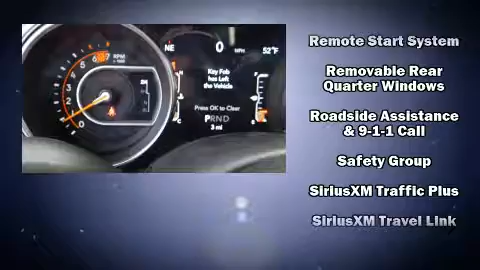 NE 0 MPH 52°F
RPM
Key Fob
has Left
the Vehicle
Press OK to Clear
PRND
3 mi
Remote Start System
Removable Rear
Quarter Windows
Roadside Assistance
& 9-1-1 Call
Safety Group
SiriusXM Traffic Plus
SiriusXM Travel Link